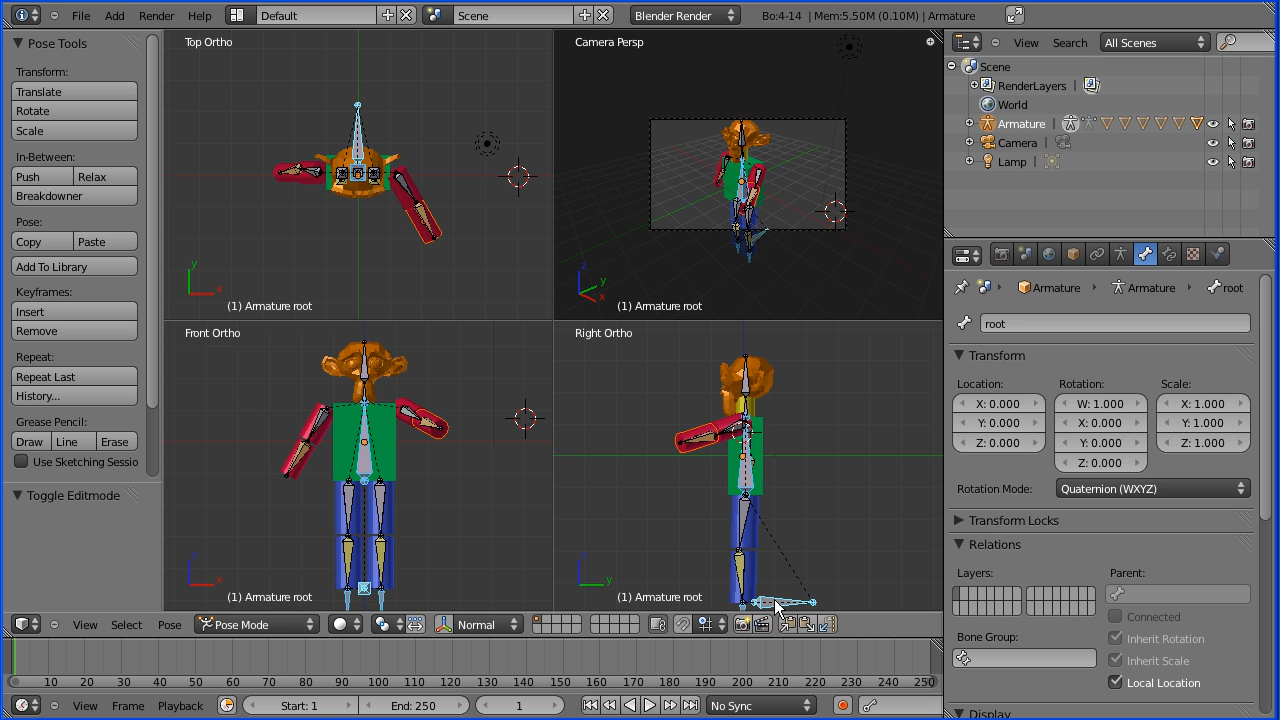 File Add Render Help Default Scene Blender Render Bo:4-14 | Mem:5.50M (0.10M) | Armature
Pose Tools
Transform:
Translate
Rotate
Scale
In-Between:
Push Relax
Breakdowner
Pose:
Copy Paste
Add To Library
Keyframes:
Insert
Remove
Repeat:
Repeat Last
History...
Grease Pencil:
Draw Line Erase
Use Sketching Sessio
Toggle Editmode
Top Ortho
y
x
(1) Armature root
Camera Persp
z
y
x
(1) Armature root
Front Ortho
z
x
(1) Armature root
Right Ortho
z
y
(1) Armature root
View Select Pose Pose Mode Normal
10 20 30 40 50 60 70 80 90 100 110 120 130 140 150 160 170 180 190 200 210 220 230 240 250
View Frame Playback Start: 1 End: 250 1 No Sync
View Search All Scenes
Scene
RenderLayers |
World
Armature |
Camera |
Lamp |
Armature Armature root
root
Transform
Location: Rotation: Scale:
X: 0.000 W: 1.000 X: 1.000
Y: 0.000 X: 0.000 Y: 1.000
Z: 0.000 Y: 0.000 Z: 1.000
Z: 0.000
Rotation Mode: Quaternion (WXYZ)
Transform Locks
Relations
Layers: Parent:
Connected
Bone Group: Inherit Rotation
Inherit Scale
Local Location
Display